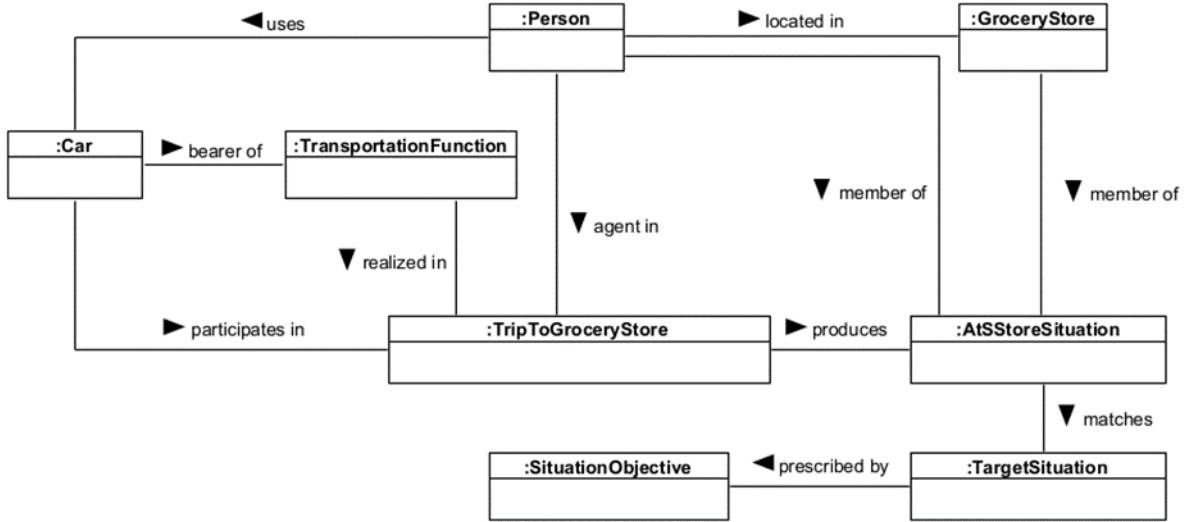 :Person
:GroceryStore
uses
located in
:Car
:TransportationFunction
bearer of
member of
member of
agent in
realized in
participates in
:TripToGroceryStore
produces
:AtSStoreSituation
matches
:SituationObjective
prescribed by
:TargetSituation